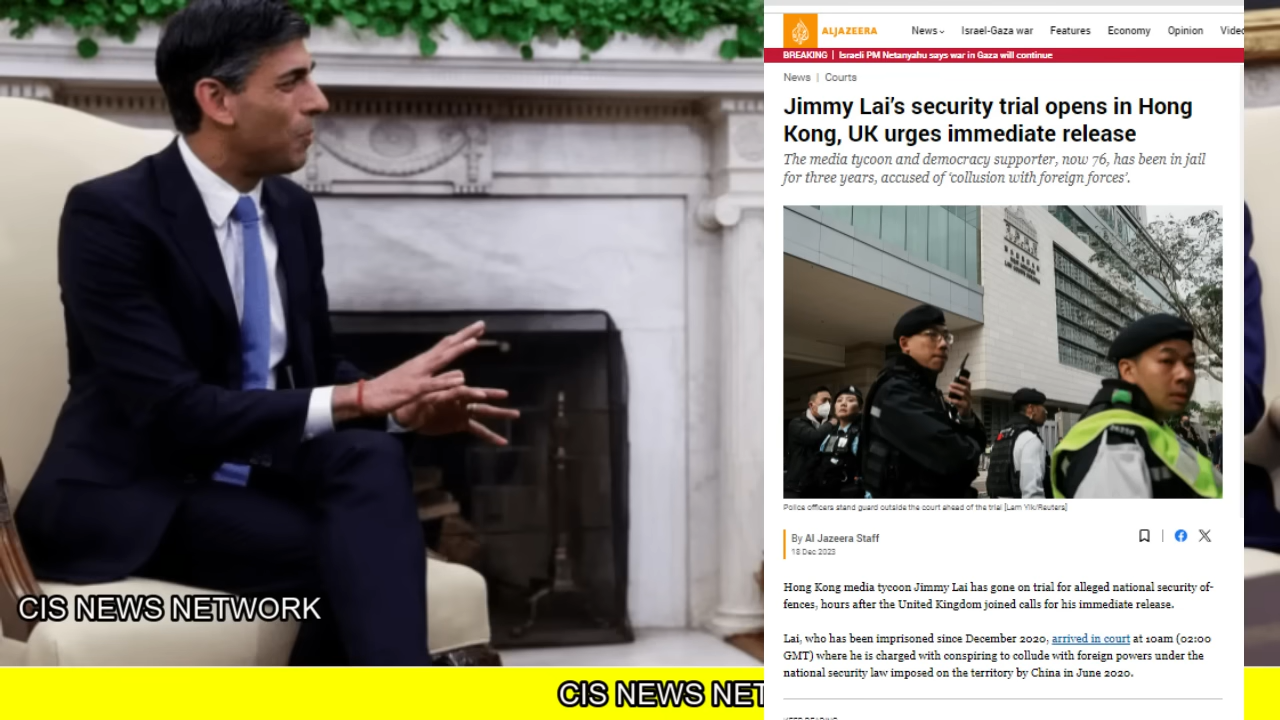 ALJAZEERA
News
Israel-Gaza war
Features
Economy
Opinion
BREAKING | Israeli PM Netanyahu says war in Gaza will continue
News | Courts
Jimmy Lai's security trial opens in Hong
Kong, UK urges immediate release
The media tycoon and democracy supporter, now 76, has been in jail
for three years, accused of 'collusion with foreign forces'.
Police officers stand guard outside the court ahead of the trial [Lam Yik/Reuters]
By Al Jazeera Staff
18 Dec 2023
Hong Kong media tycoon Jimmy Lai has gone on trial for alleged national security of-
fences, hours after the United Kingdom joined calls for his immediate release.
Lai, who has been imprisoned since December 2020, arrived in court at 10am (02:00
GMT) where he is charged with conspiring to collude with foreign powers under the
national security law imposed on the territory by China in June 2020.
CIS NEWS NETWORK
CIS NEWS NET